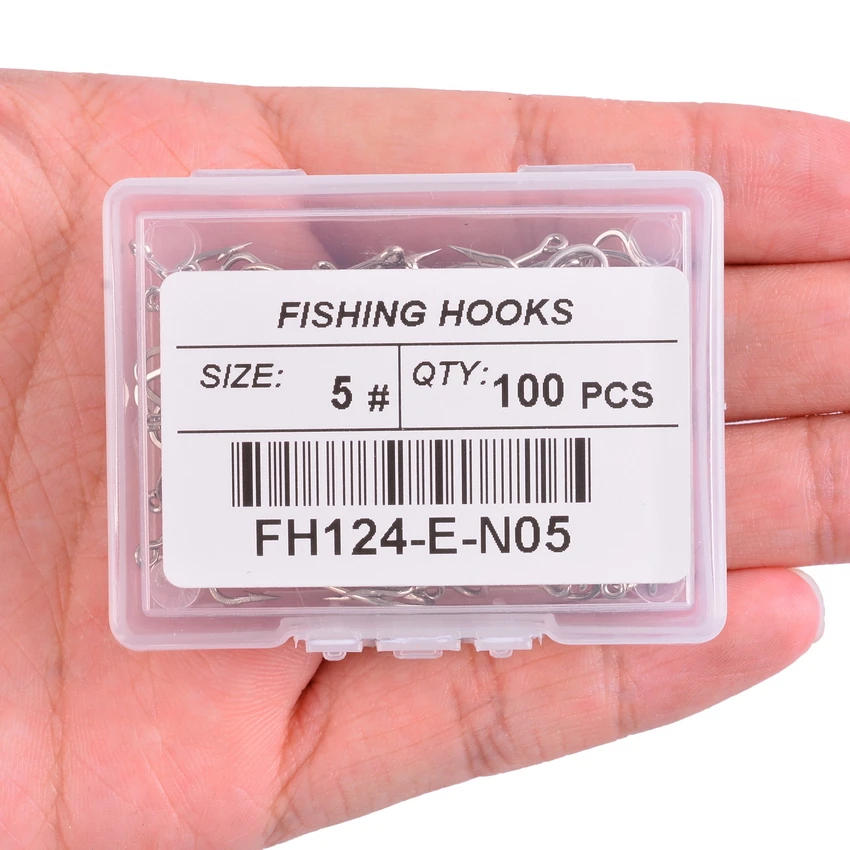 FISHING HOOKS
SIZE: 5 # QTY: 100 PCS
FH124-E-N05